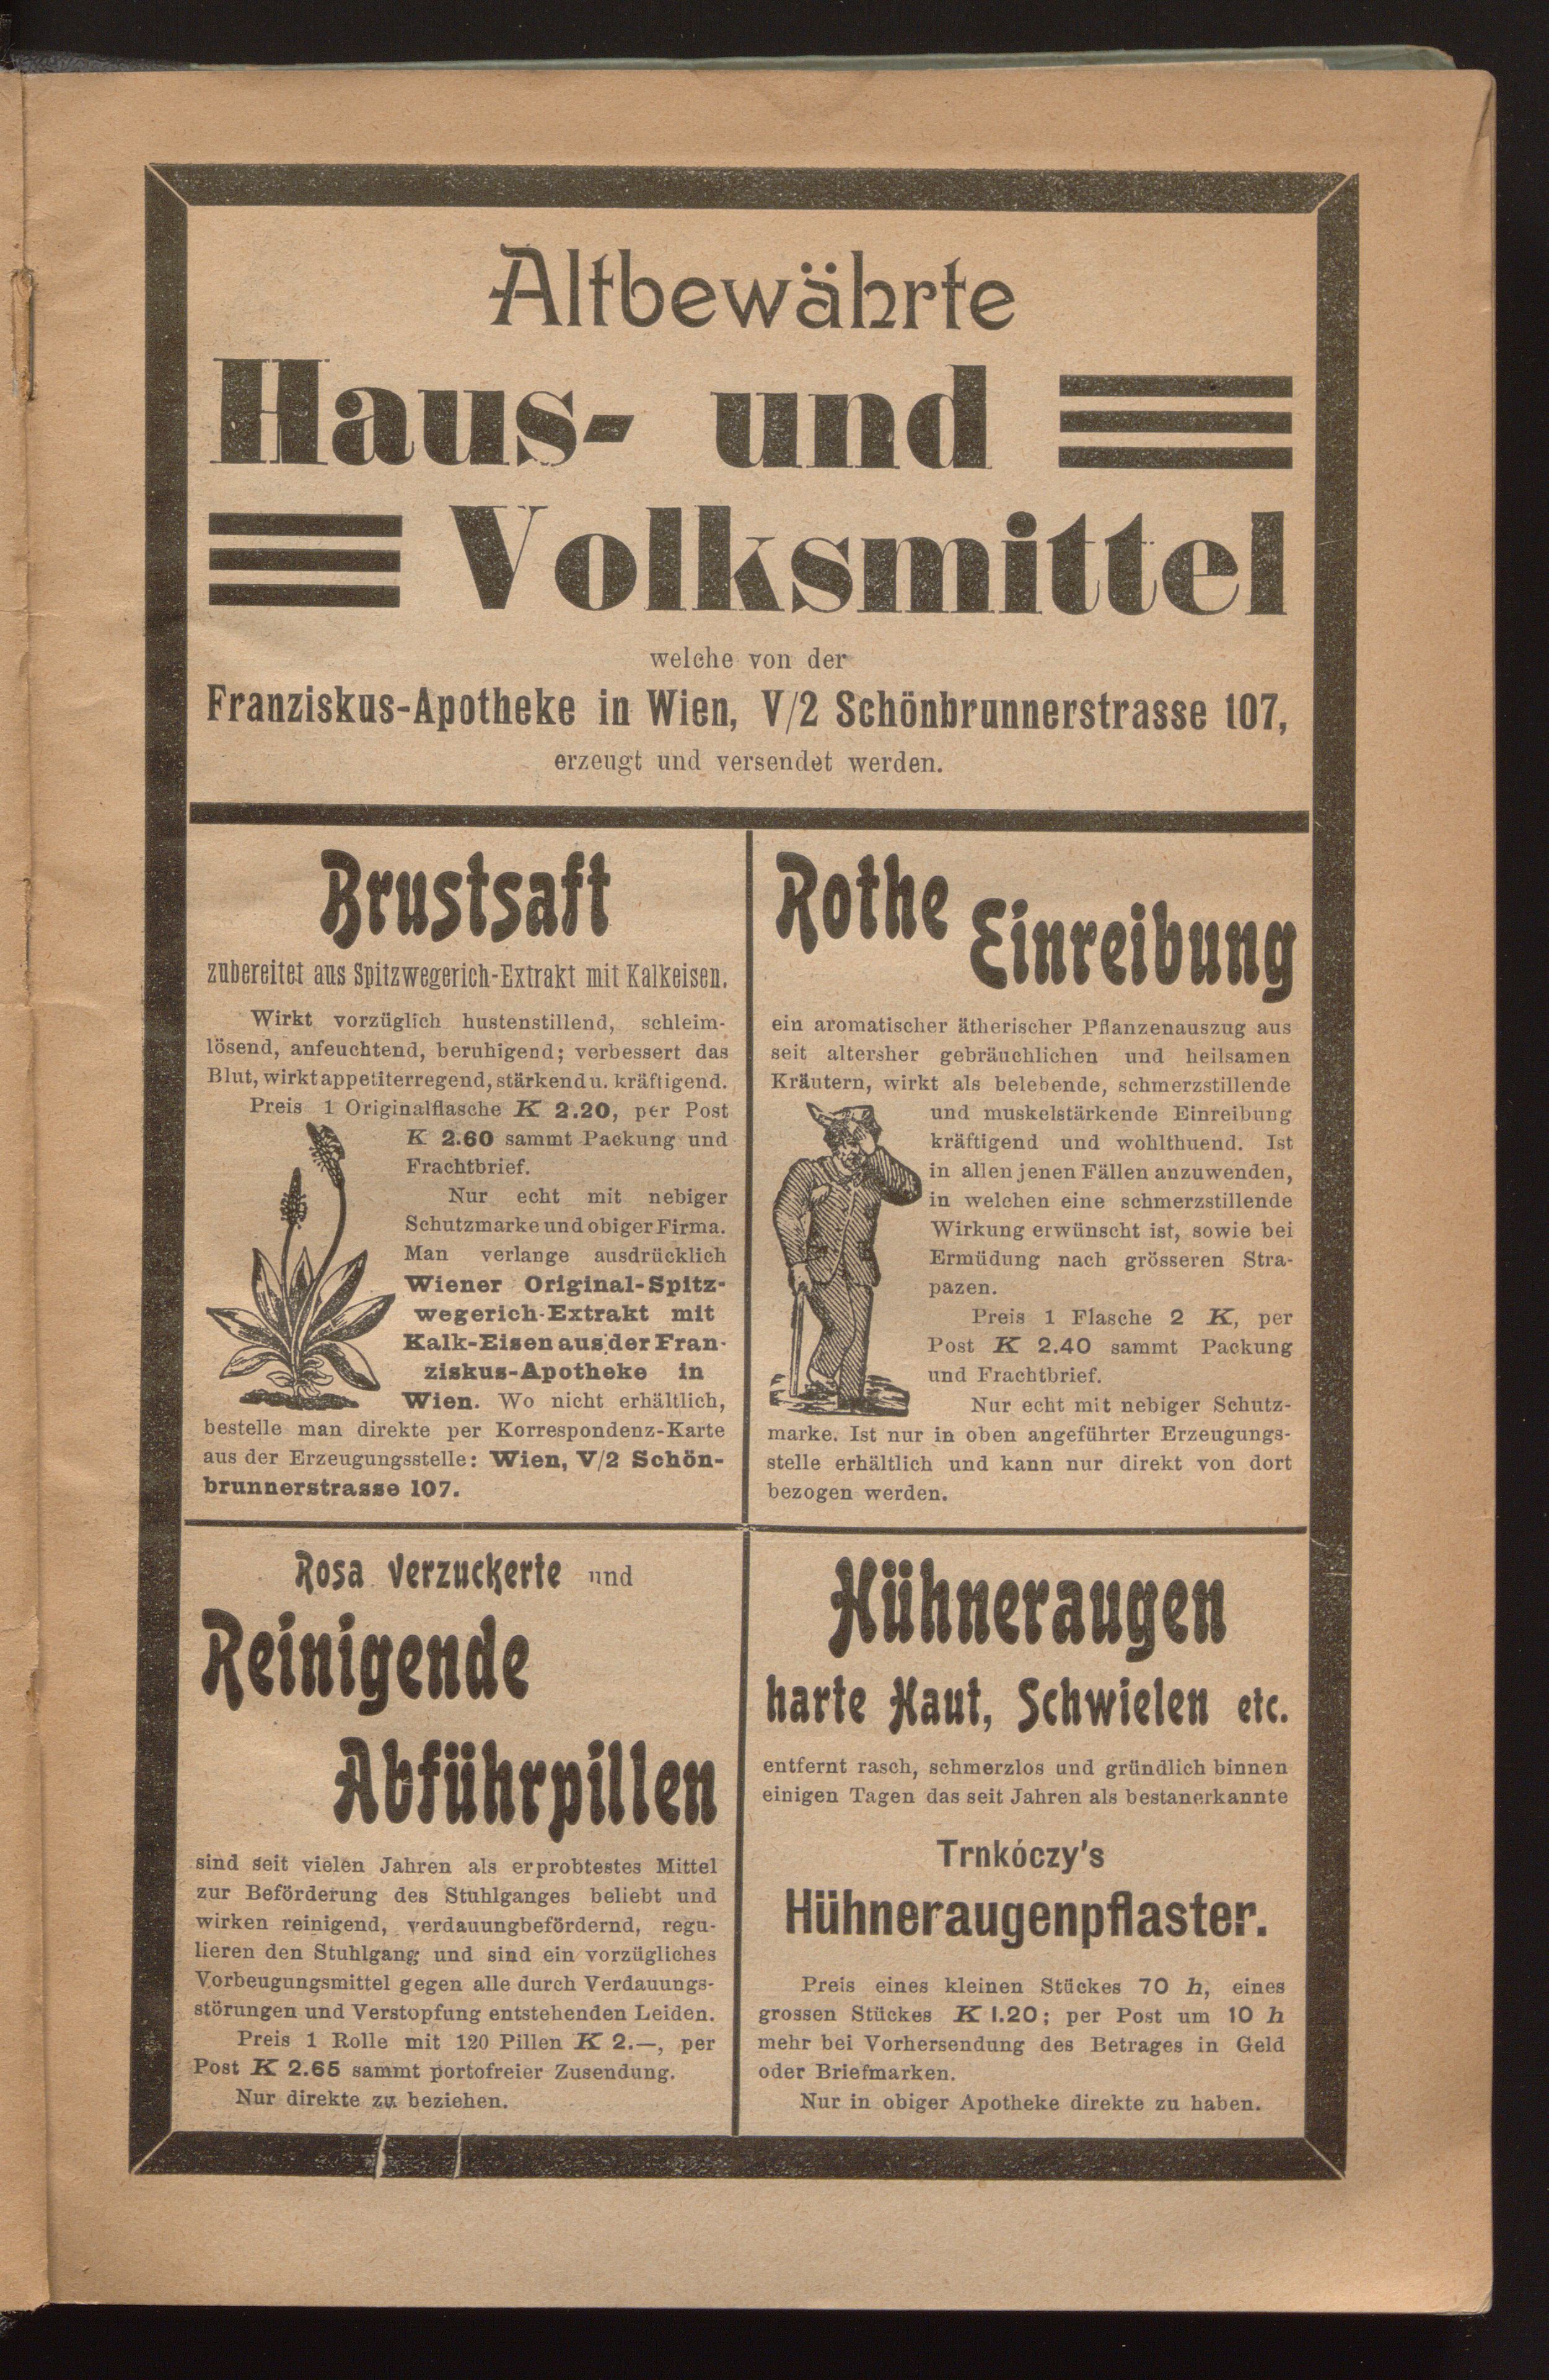 Altbewährte
Haus- und
Volksmittel
welche von der
Franziskus-Apotheke in Wien, V/2 Schönbrunnerstrasse 107,
erzeugt und versendet werden.
Brustsaft
zubereitet aus Spitzwegerich-Extrakt mit Kalkeisen.
Wirkt vorzüglich hustenstillend, schleim-
lösend, anfeuchtend, beruhigend; verbessert das
Blut, wirkt appetiterregend, stärkend u. kräftigend.
Preis 1 Originalflasche K 2.20, per Post
K 2.60 sammt Packung und
Frachtbrief.
Nur echt mit nebiger
Schutzmarke und obiger Firma.
Man verlange ausdrücklich
Wiener Original-Spitz-
wegerich-Extrakt mit
Kalk-Eisen aus der Fran-
ziskus-Apotheke in
Wien. Wo nicht erhältlich,
bestelle man direkte per Korrespondenz-Karte
aus der Erzeugungsstelle: Wien, V/2 Schön-
brunnerstrasse 107.
Rothe
Einreibung
ein aromatischer ätherischer Pflanzenauszug aus
seit altersher gebräuchlichen und heilsamen
Kräutern, wirkt als belebende, schmerzstillende
und muskelstärkende Einreibung
kräftigend und wohlthuend. Ist
in allen jenen Fällen anzuwenden,
in welchen eine schmerzstillende
Wirkung erwünscht ist, sowie bei
Ermüdung nach grösseren Stra-
pazen.
Preis 1 Flasche 2 K, per
Post K 2.40 sammt Packung
und Frachtbrief.
Nur echt mit nebiger Schutz-
marke. Ist nur in oben angeführter Erzeugungs-
stelle erhältlich und kann nur direkt von dort
bezogen werden.
Rosa Verzuckerte und
Reinigende
Abführpillen
sind seit vielen Jahren als erprobtestes Mittel
zur Beförderung des Stuhlganges beliebt und
wirken reinigend, verdauungbefördernd, regu-
lieren den Stuhlgang und sind ein vorzügliches
Vorbeugungsmittel gegen alle durch Verdauungs-
störungen und Verstopfung entstehenden Leiden.
Preis 1 Rolle mit 120 Pillen K 2.—, per
Post K 2.65 sammt portofreier Zusendung.
Nur direkte zu beziehen.
Hühneraugen
harte Haut, Schwielen etc.
entfernt rasch, schmerzlos und gründlich binnen
einigen Tagen das seit Jahren als bestanerkannte
Trnkóczy's
Hühneraugenpflaster.
Preis eines kleinen Stückes 70 h, eines
grossen Stückes K 1.20; per Post um 10 h
mehr bei Vorhersendung des Betrages in Geld
oder Briefmarken.
Nur in obiger Apotheke direkte zu haben.